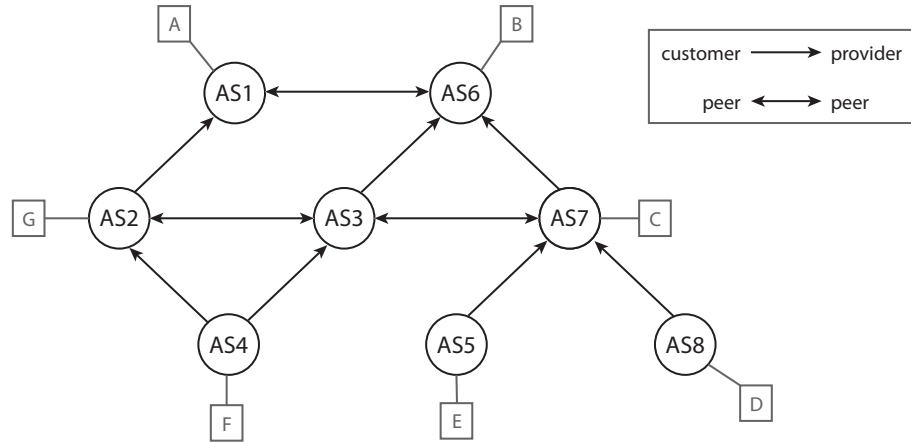 A
B
customer provider
peer peer
AS1
AS6
G
AS2
AS3
AS7
C
AS4
AS5
AS8
F
E
D